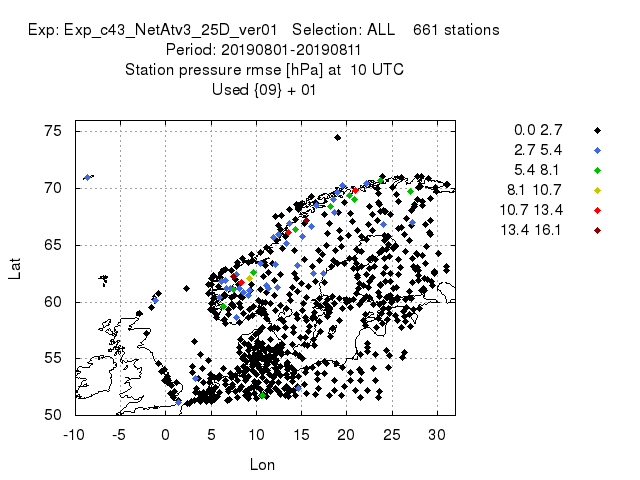 Exp: Exp_c43_NetAtv3_25D_ver01 Selection: ALL 661 stations
Period: 20190801-20190811
Station pressure rmse [hPa] at 10 UTC
Used {09} + 01
75
70
65
60
55
50
Lat
-10 -5 0 5 10 15 20 25 30
Lon
0.0 2.7
2.7 5.4
5.4 8.1
8.1 10.7
10.7 13.4
13.4 16.1